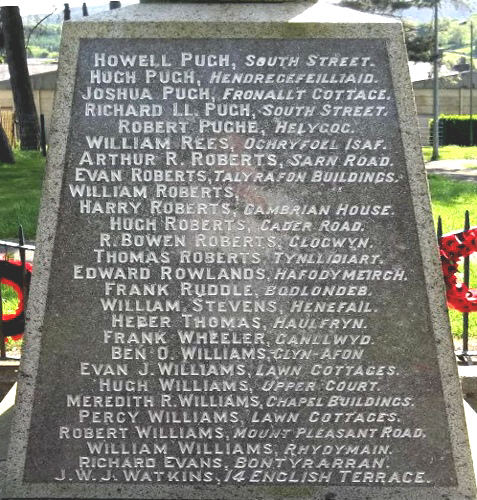 HOWELL PUGH, SOUTH STREET.
HUGH PUGH, HENDREGEFEILLIAID.
JOSHUA PUGH, FRONALLT COTTAGE.
RICHARD LL. PUGH, SOUTH STREET.
ROBERT PUGHE, HELYGOG.
WILLIAM REES, OCHRYFOEL ISAF.
ARTHUR R. ROBERTS, SARN ROAD.
EVAN ROBERTS, TALYRAFON BUILDINGS.
WILLIAM ROBERTS,
HARRY ROBERTS, CAMBRIAN HOUSE.
HUGH ROBERTS, CADER ROAD.
R. BOWEN ROBERTS, CLOGWYN.
THOMAS ROBERTS, TYNLLIDIART.
EDWARD ROWLANDS, HAFODYMEIRCH.
FRANK RUDDLE, BODLONDEB.
WILLIAM STEVENS, HENEFAIL.
HEBER THOMAS, HAULFRYN.
FRANK WHEELER, GANLLWYD.
BEN O. WILLIAMS, GLYN-AFON
EVAN J. WILLIAMS, LAWN COTTAGES.
HUGH WILLIAMS, UPPER COURT.
MEREDITH R. WILLIAMS, CHAPEL BUILDINGS.
PERCY WILLIAMS, LAWN COTTAGES.
ROBERT WILLIAMS, MOUNT PLEASANT ROAD.
WILLIAM WILLIAMS, RHYDYMAIN.
RICHARD EVANS, BONTYRARRAN.
J. W. J. WATKINS, 14 ENGLISH TERRACE.